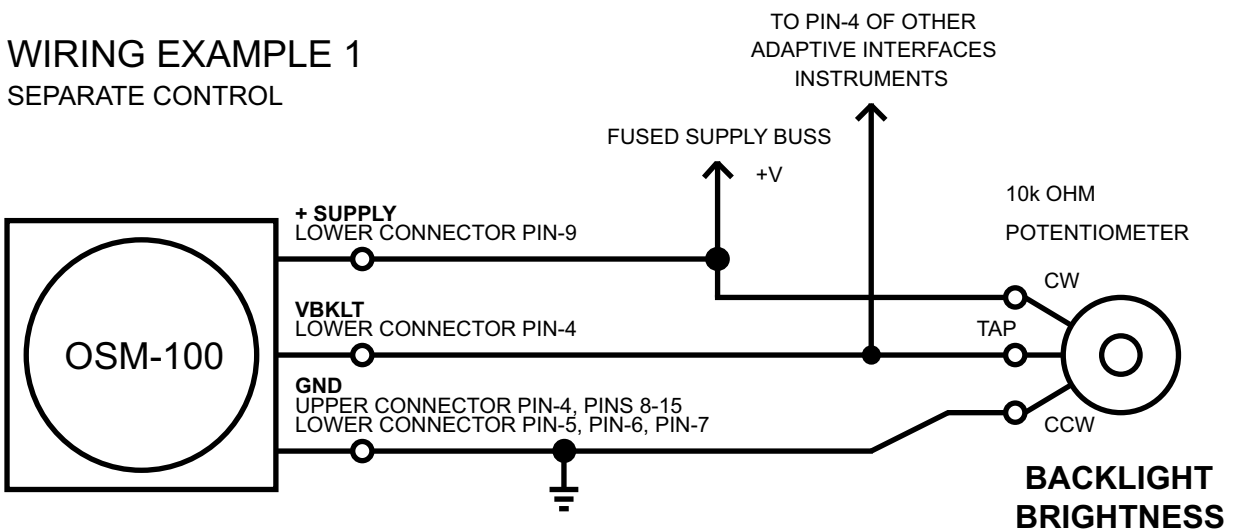 WIRING EXAMPLE 1
SEPARATE CONTROL
TO PIN-4 OF OTHER
ADAPTIVE INTERFACES
INSTRUMENTS
FUSED SUPPLY BUSS
+V
10k OHM
POTENTIOMETER
+ SUPPLY
LOWER CONNECTOR PIN-9
CW
VBKLT
LOWER CONNECTOR PIN-4
TAP
OSM-100
GND
UPPER CONNECTOR PIN-4, PINS 8-15
LOWER CONNECTOR PIN-5, PIN-6, PIN-7
CCW
BACKLIGHT
BRIGHTNESS